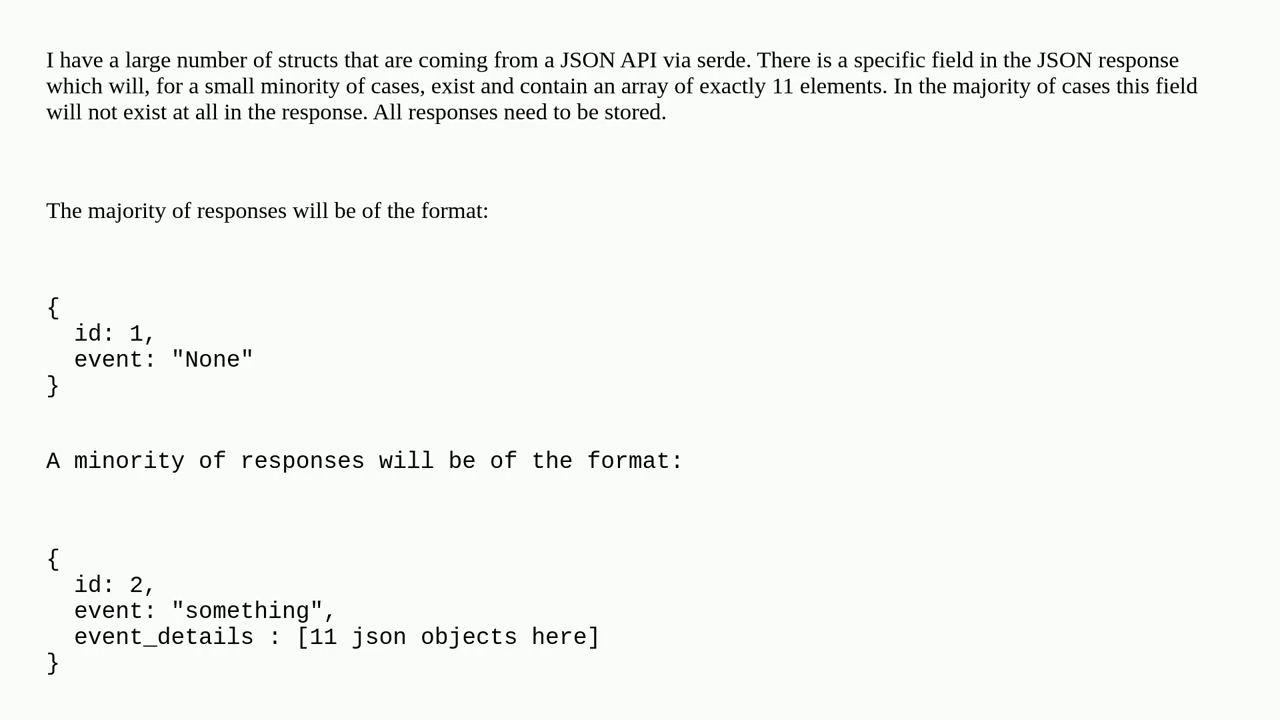 I have a large number of structs that are coming from a JSON API via serde. There is a specific field in the JSON response
which will, for a small minority of cases, exist and contain an array of exactly 11 elements. In the majority of cases this field
will not exist at all in the response. All responses need to be stored.
The majority of responses will be of the format:
{
  id: 1,
  event: "None"
}
A minority of responses will be of the format:
{
  id: 2,
  event: "something",
  event_details : [11 json objects here]
}